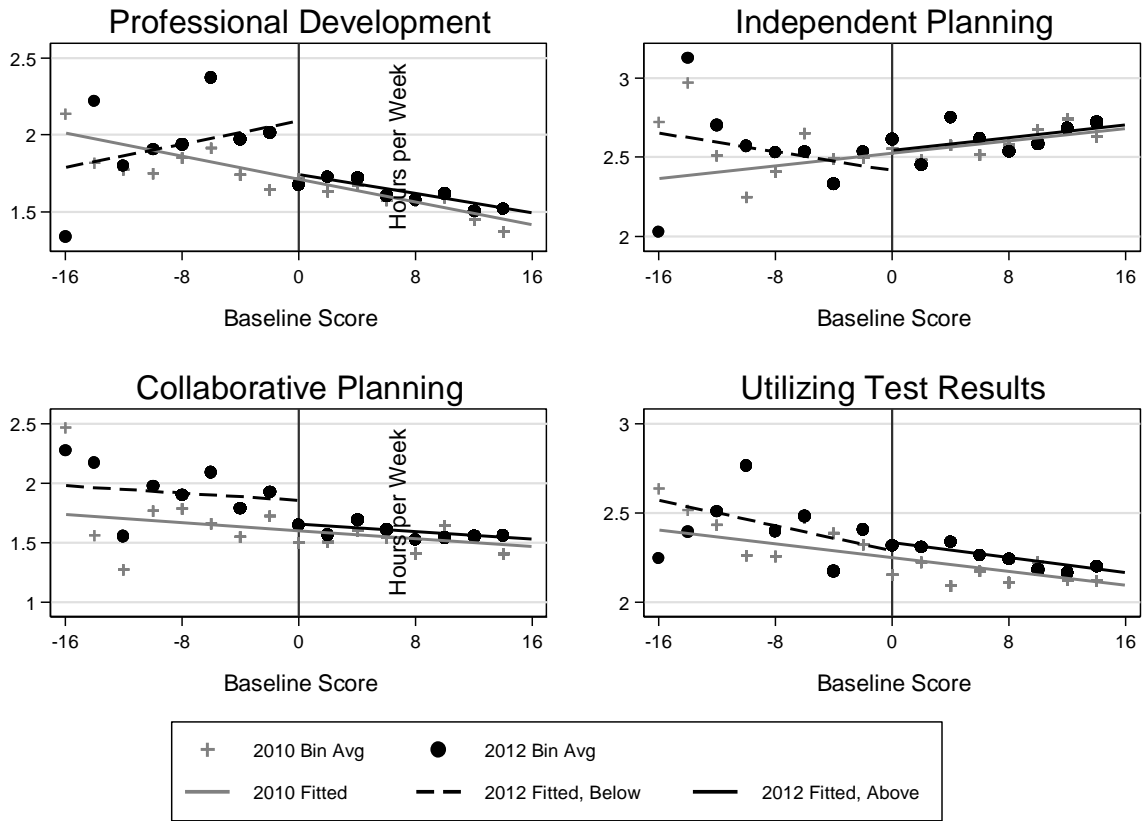 Professional Development
2.5
2
1.5
Hours per Week
-16
-8
0
8
16
Baseline Score
Independent Planning
3
2.5
2
-16
-8
0
8
16
Baseline Score
Collaborative Planning
2.5
2
1.5
1
Hours per Week
-16
-8
0
8
16
Baseline Score
Utilizing Test Results
3
2.5
2
-16
-8
0
8
16
Baseline Score
2010 Bin Avg
2012 Bin Avg
2010 Fitted
2012 Fitted, Below
2012 Fitted, Above